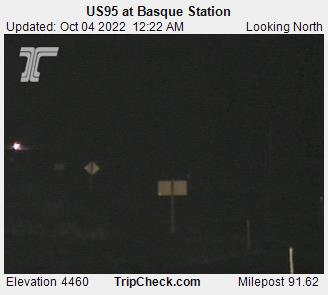 US95 at Basque Station
Updated: Oct 04 2022 12:22 AM Looking North
Elevation 4460 TripCheck.com Milepost 91.62